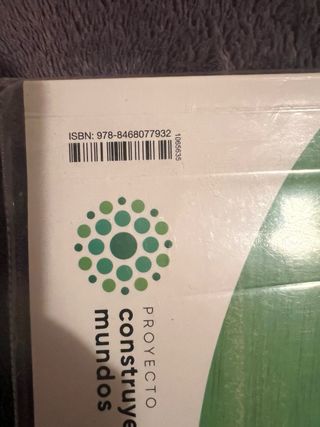 ISBN: 978-8468077932
1065635
PROYECTO
construye
mundos